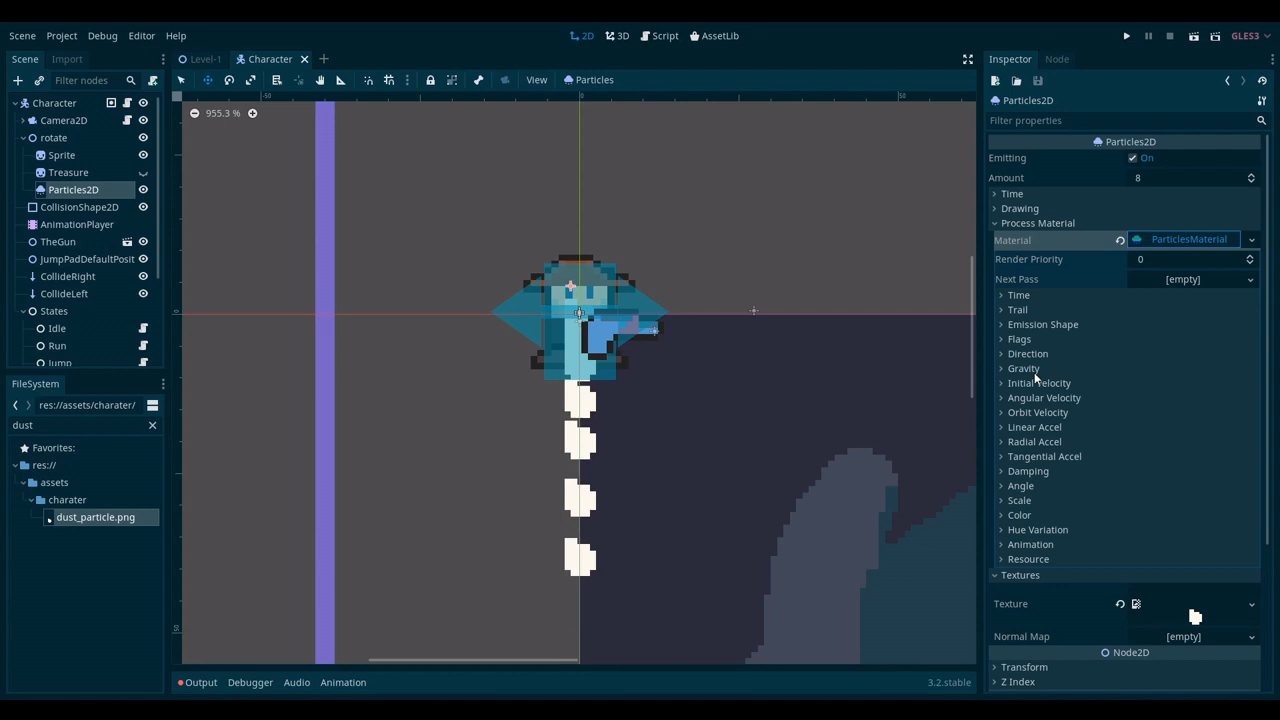 Scene Project Debug Editor Help
2D 3D Script AssetLib
GLES3
Scene Import
Level-1 Character
Inspector Node
Filter nodes
View Particles
Particles2D
Filter properties
Character
Camera2D
rotate
Sprite
Treasure
Particles2D
CollisionShape2D
AnimationPlayer
TheGun
JumpPadDefaultPosit
CollideRight
CollideLeft
States
Idle
Run
Jump
FileSystem
res://assets/charater/
dust
Favorites:
res://
assets
charater
dust_particle.png
-50 0 50
955.3 %
0
50
Output Debugger Audio Animation
3.2.stable
Particles2D
Emitting On
Amount 8
Time
Drawing
Process Material
Material ParticlesMaterial
Render Priority 0
Next Pass [empty]
Time
Trail
Emission Shape
Flags
Direction
Gravity
Initial Velocity
Angular Velocity
Orbit Velocity
Linear Accel
Radial Accel
Tangential Accel
Damping
Angle
Scale
Color
Hue Variation
Animation
Resource
Textures
Texture
Normal Map [empty]
Node2D
Transform
Z Index